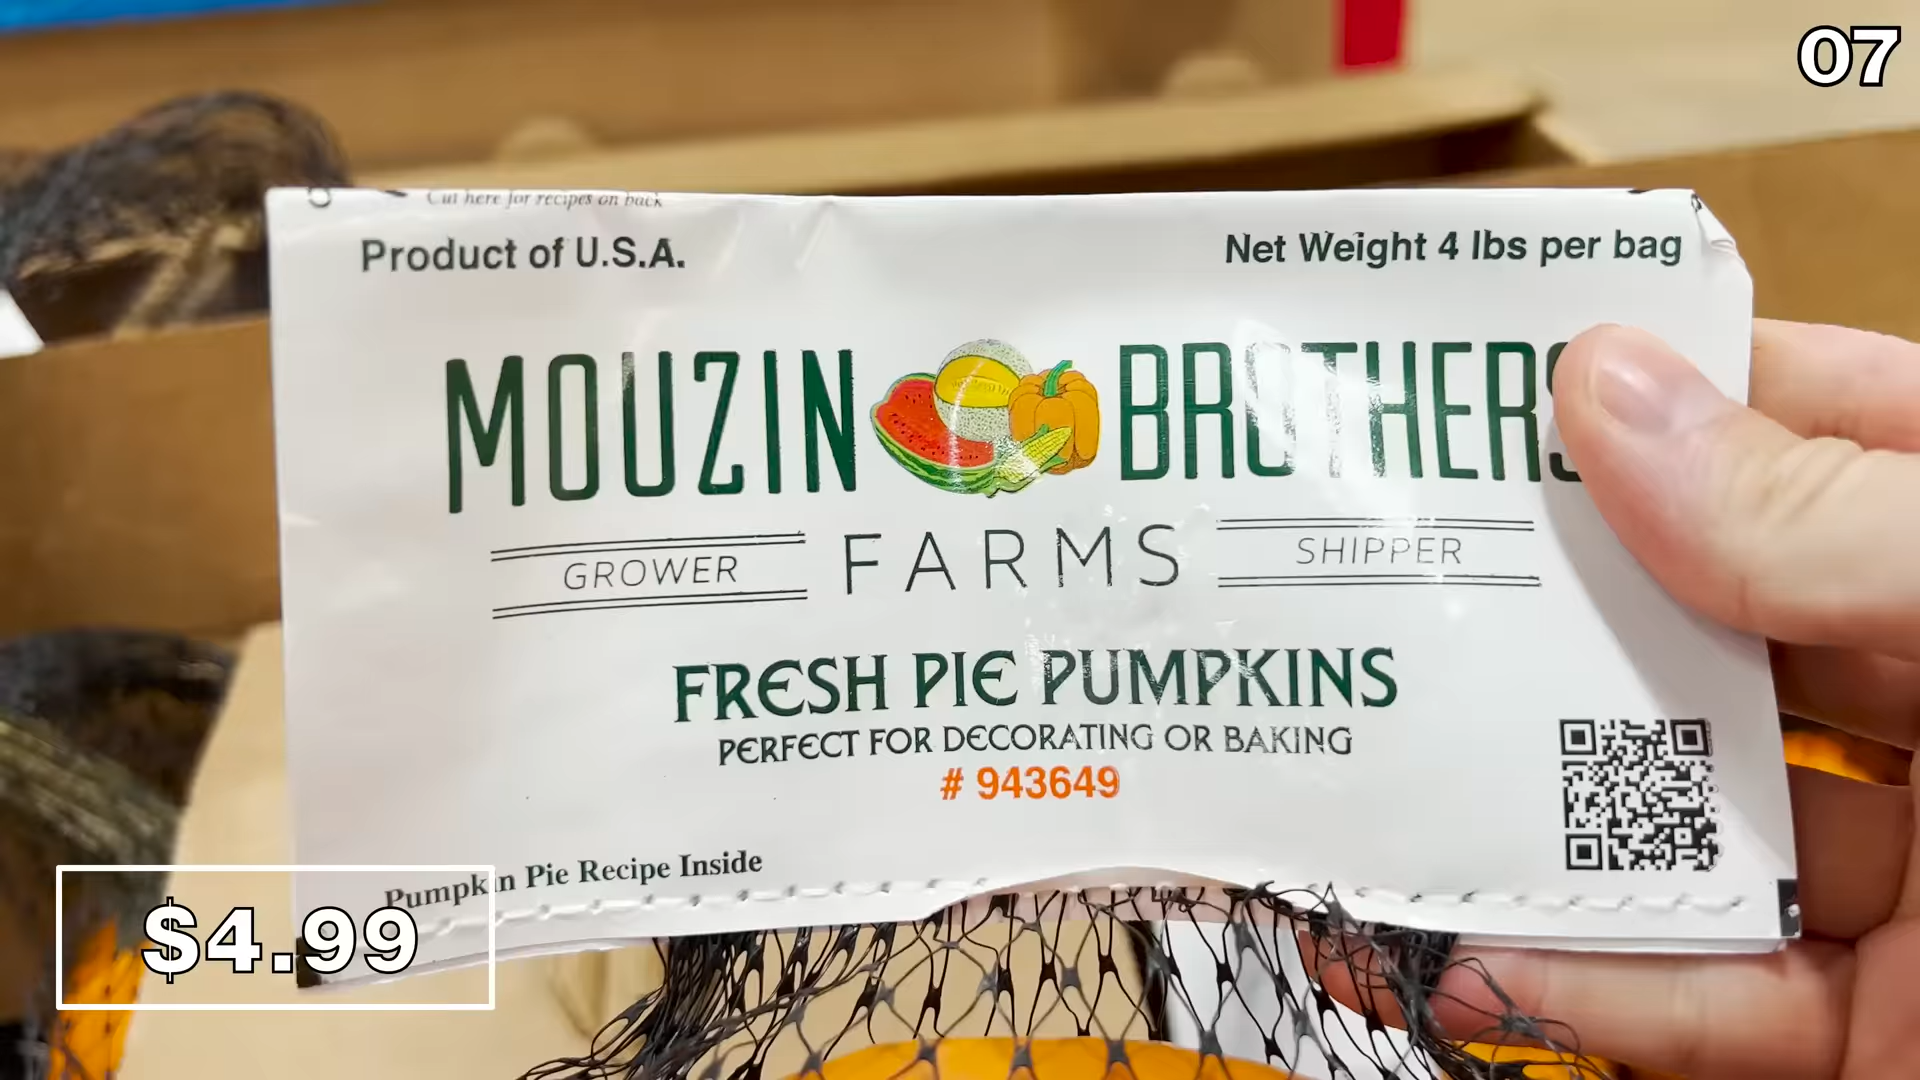 07
Cut here for recipes on back
Product of U.S.A.
Net Weight 4 lbs per bag
MOUZIN BROTHERS
GROWER FARMS SHIPPER
FRESH PIE PUMPKINS
PERFECT FOR DECORATING OR BAKING
# 943649
Pumpkin Pie Recipe Inside
$4.99